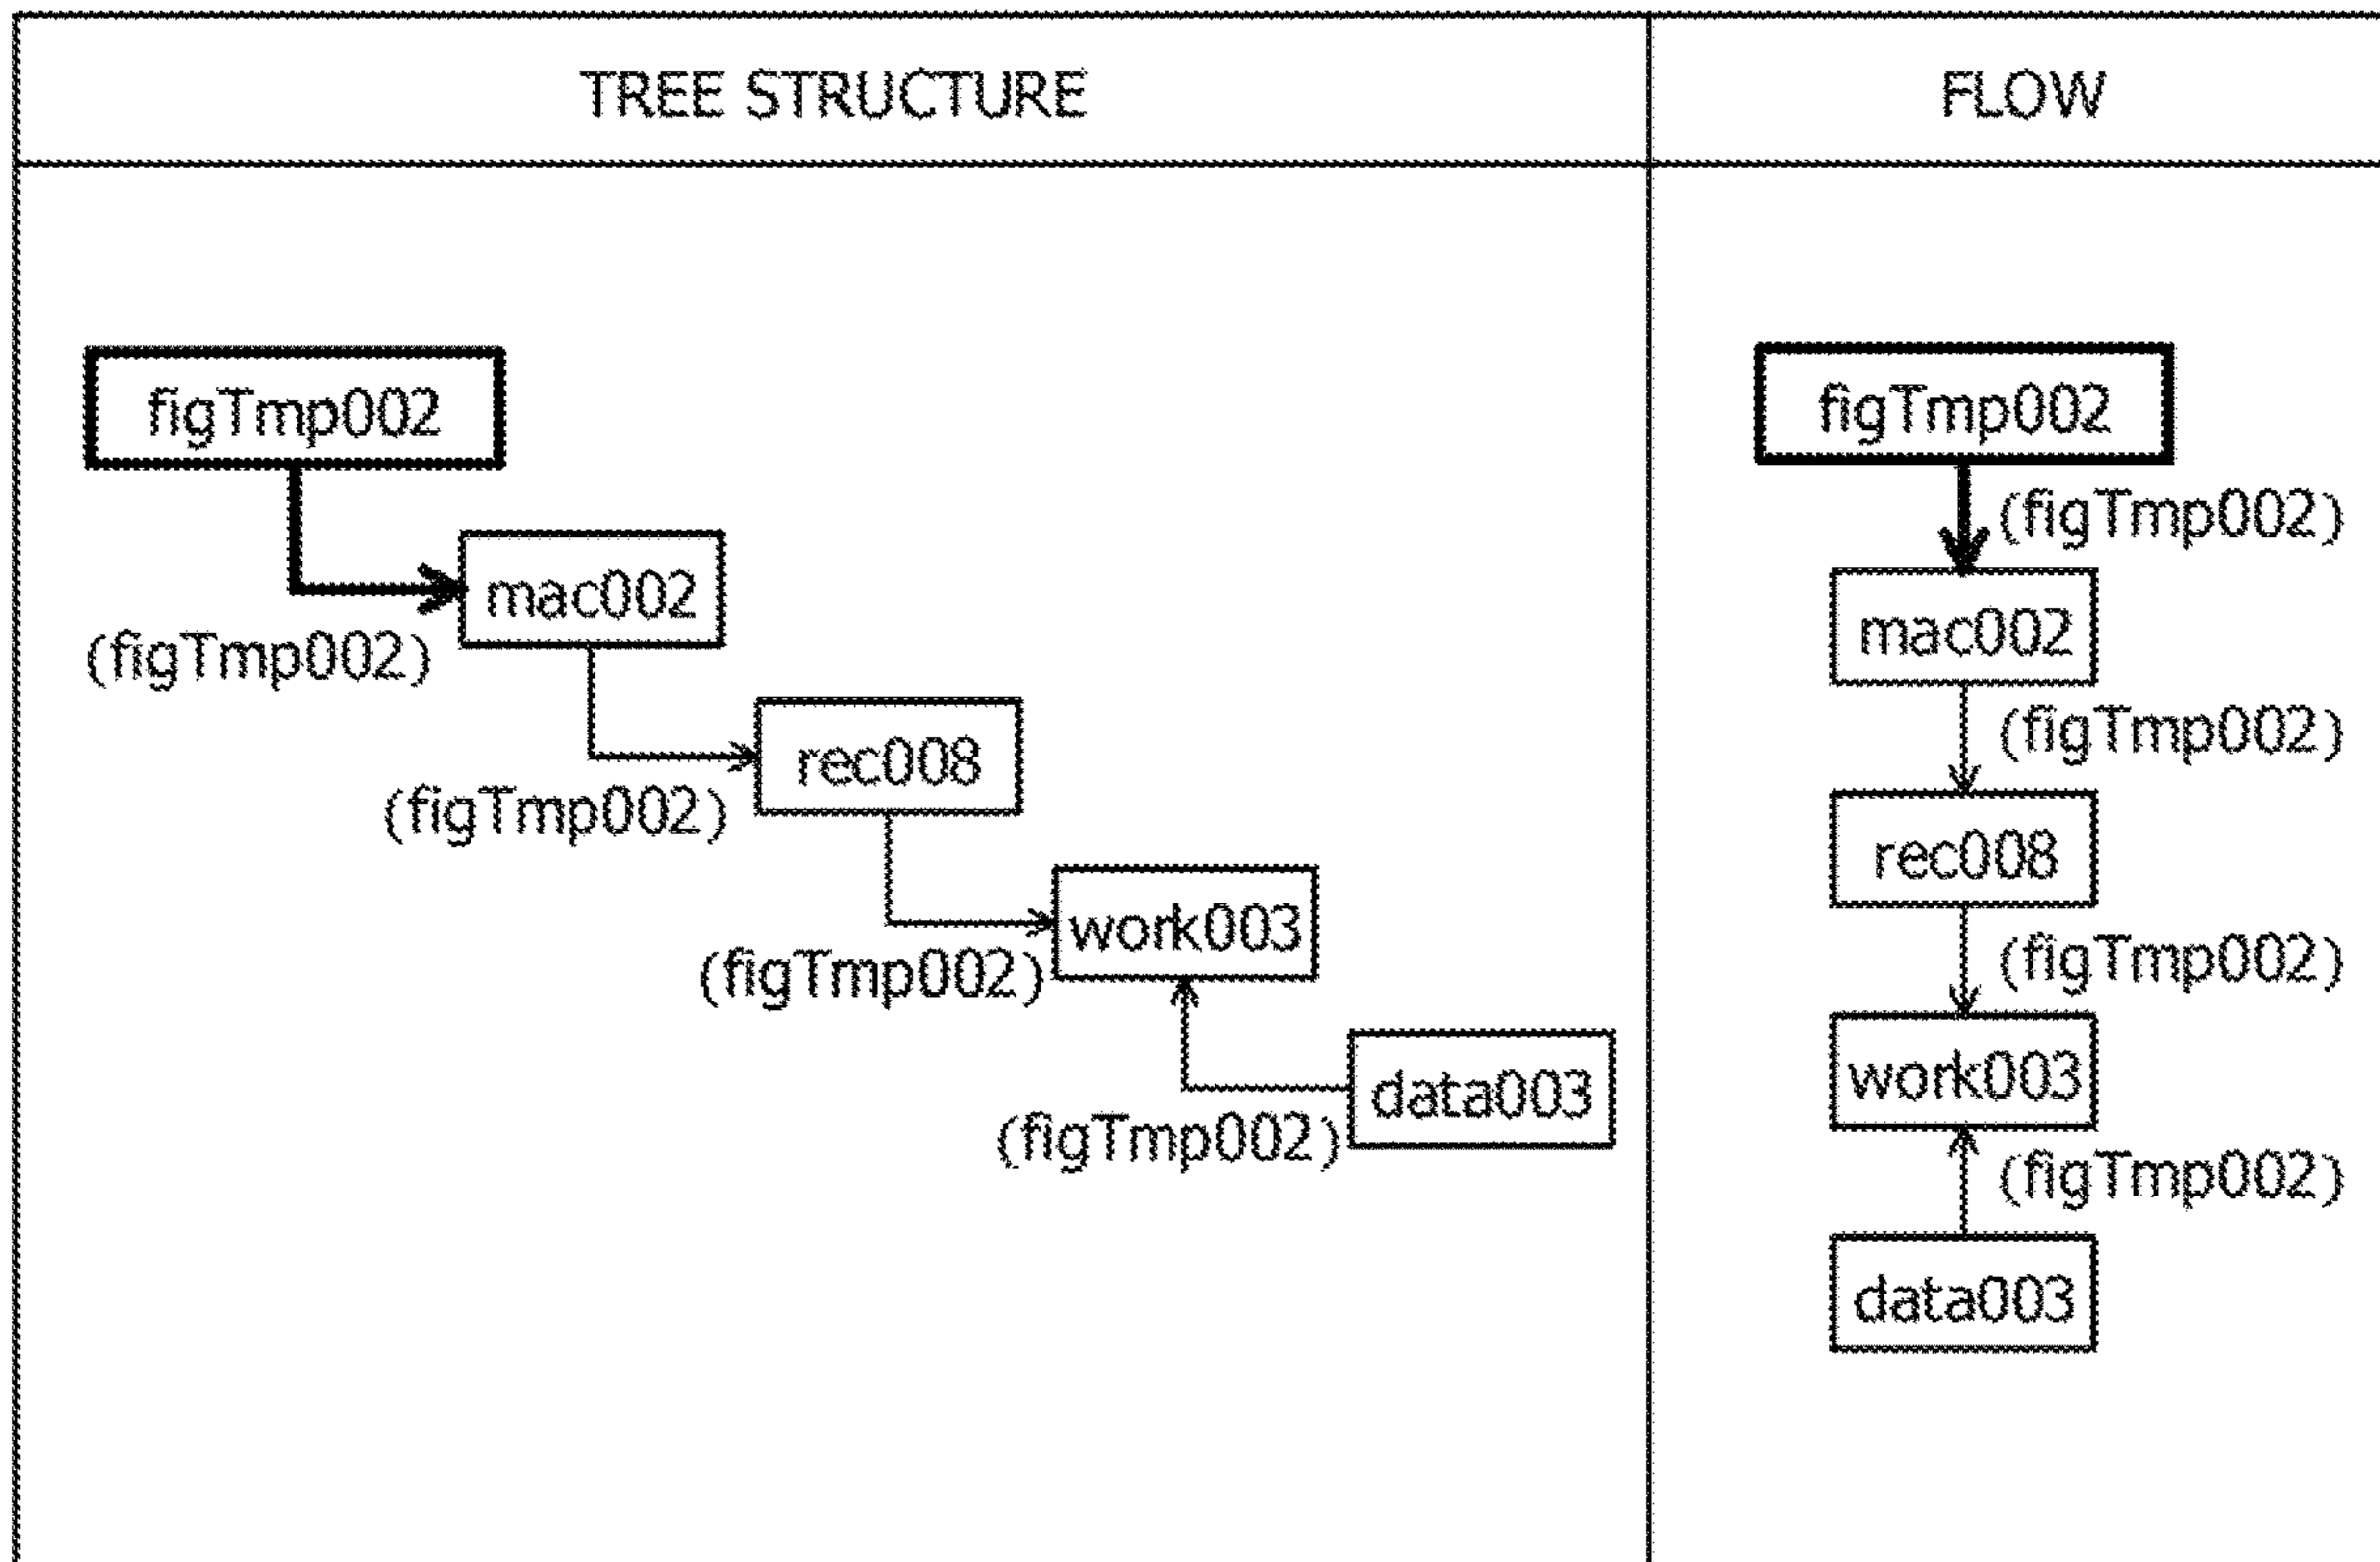 TREE STRUCTURE
FLOW
figTmp002
mac002
(figTmp002)
rec008
(figTmp002)
work003
(figTmp002)
data003
(figTmp002)
figTmp002
(figTmp002)
mac002
(figTmp002)
rec008
(figTmp002)
work003
(figTmp002)
data003